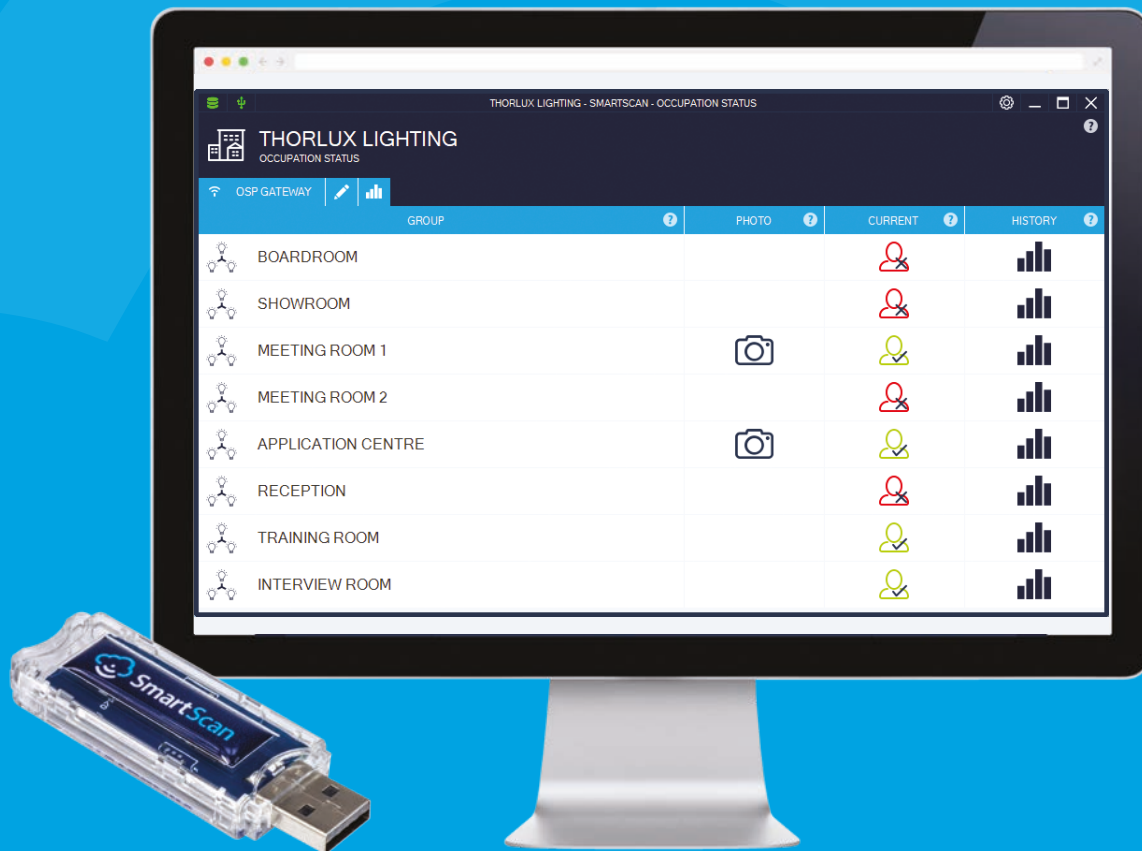 THORLUX LIGHTING - SMARTSCAN - OCCUPATION STATUS
THORLUX LIGHTING
OCCUPATION STATUS
OSP GATEWAY
GROUP ? PHOTO ? CURRENT ? HISTORY ?
BOARDROOM
SHOWROOM
MEETING ROOM 1
MEETING ROOM 2
APPLICATION CENTRE
RECEPTION
TRAINING ROOM
INTERVIEW ROOM
SmartScan